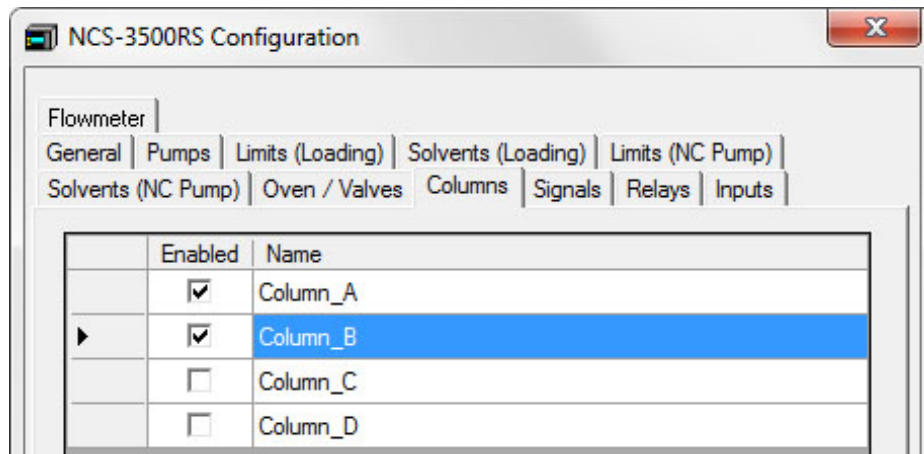 NCS-3500RS Configuration
Flowmeter
General Pumps Limits (Loading) Solvents (Loading) Limits (NC Pump)
Solvents (NC Pump) Oven / Valves Columns Signals Relays Inputs
Enabled Name
Column_A
Column_B
Column_C
Column_D